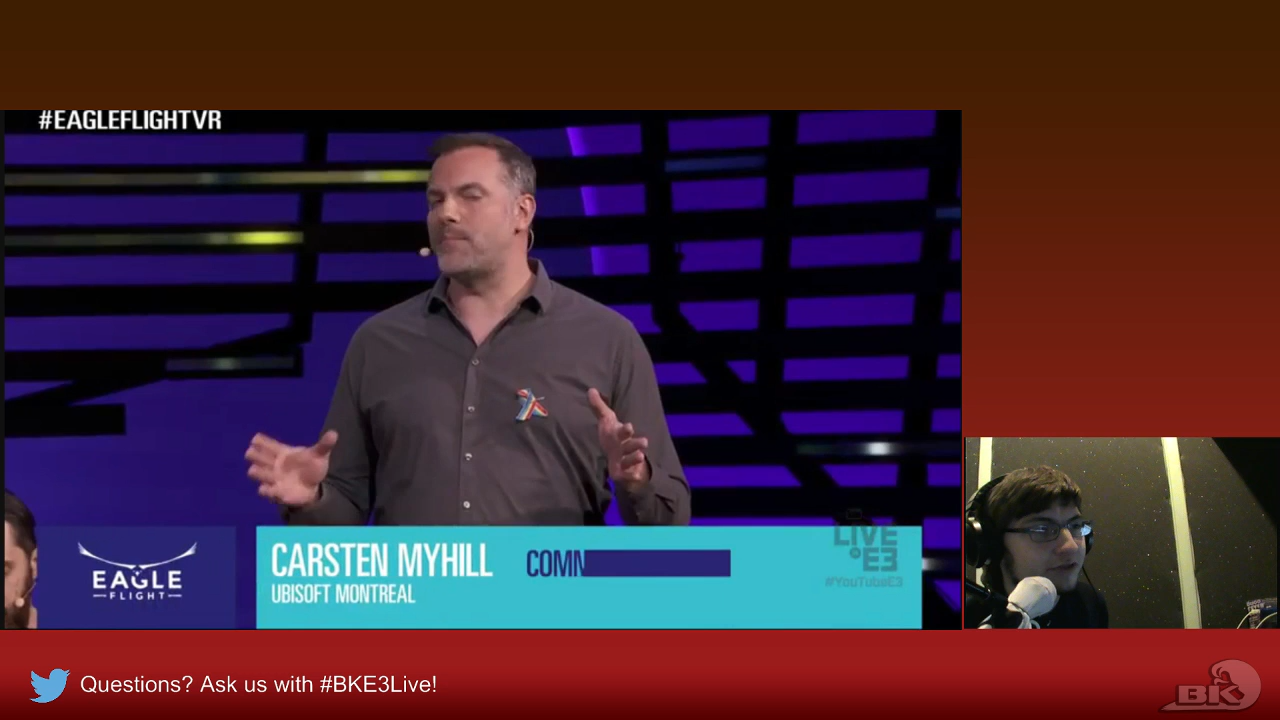 #EAGLEFLIGHTVR
EAGLE
FLIGHT
CARSTEN MYHILL
COMM
UBISOFT MONTREAL
LIVE
E3
#YouTubeE3
Questions? Ask us with #BKE3Live!
BK